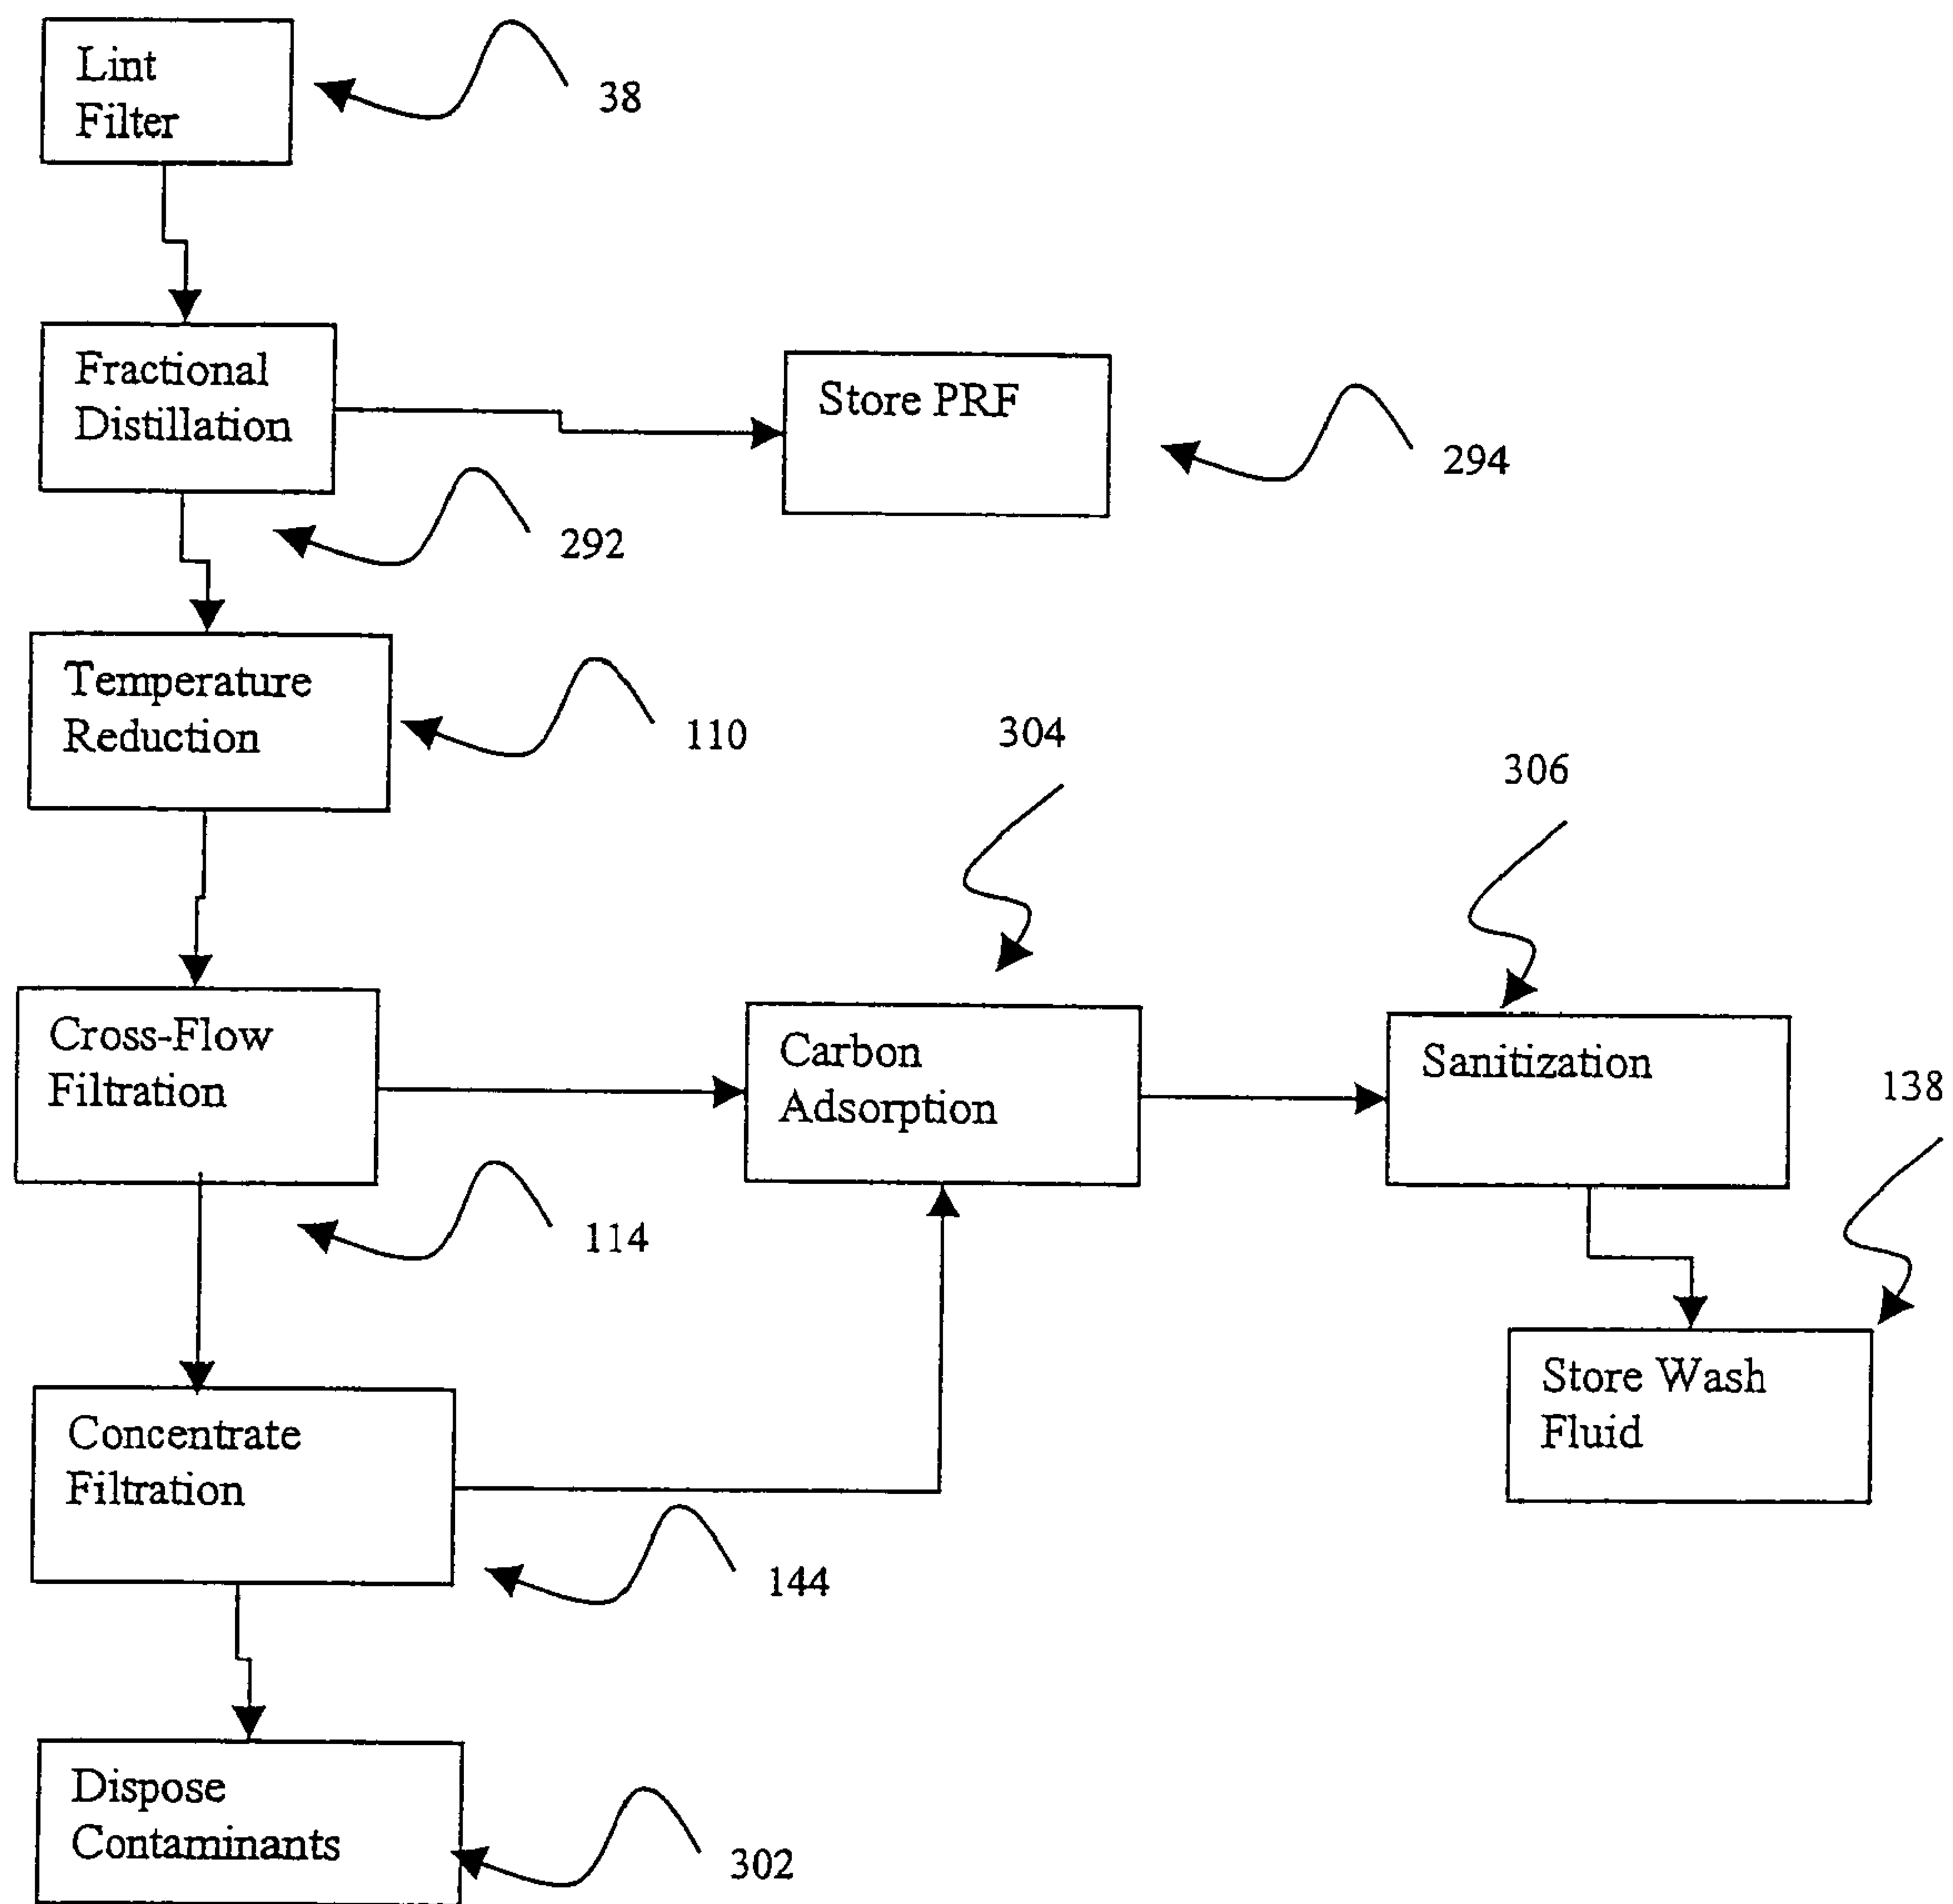 Lint
Filter
38
Fractional
Distillation
Store PRF
294
292
Temperature
Reduction
110
304
306
Cross-Flow
Filtration
Carbon
Adsorption
Sanitization
138
114
Store Wash
Fluid
Concentrate
Filtration
144
Dispose
Contaminants
302